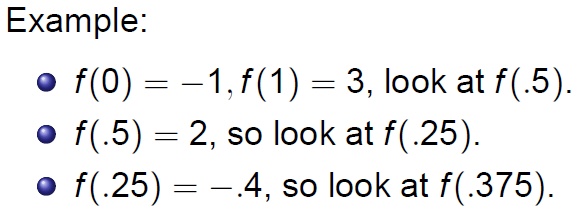 Example:
f(0) = −1, f(1) = 3, look at f(.5).
f(.5) = 2, so look at f(.25).
f(.25) = −.4, so look at f(.375).